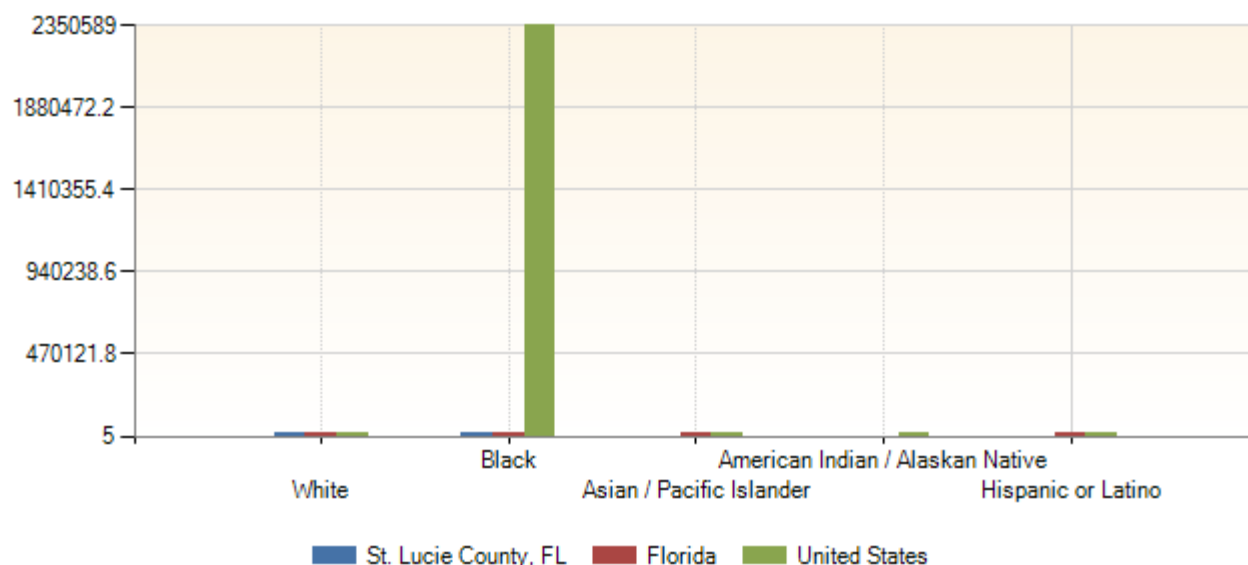 2350589
1880472.2
1410355.4
940238.6
470121.8
5
Black American Indian / Alaskan Native
White Asian / Pacific Islander Hispanic or Latino
St. Lucie County, FL Florida United States